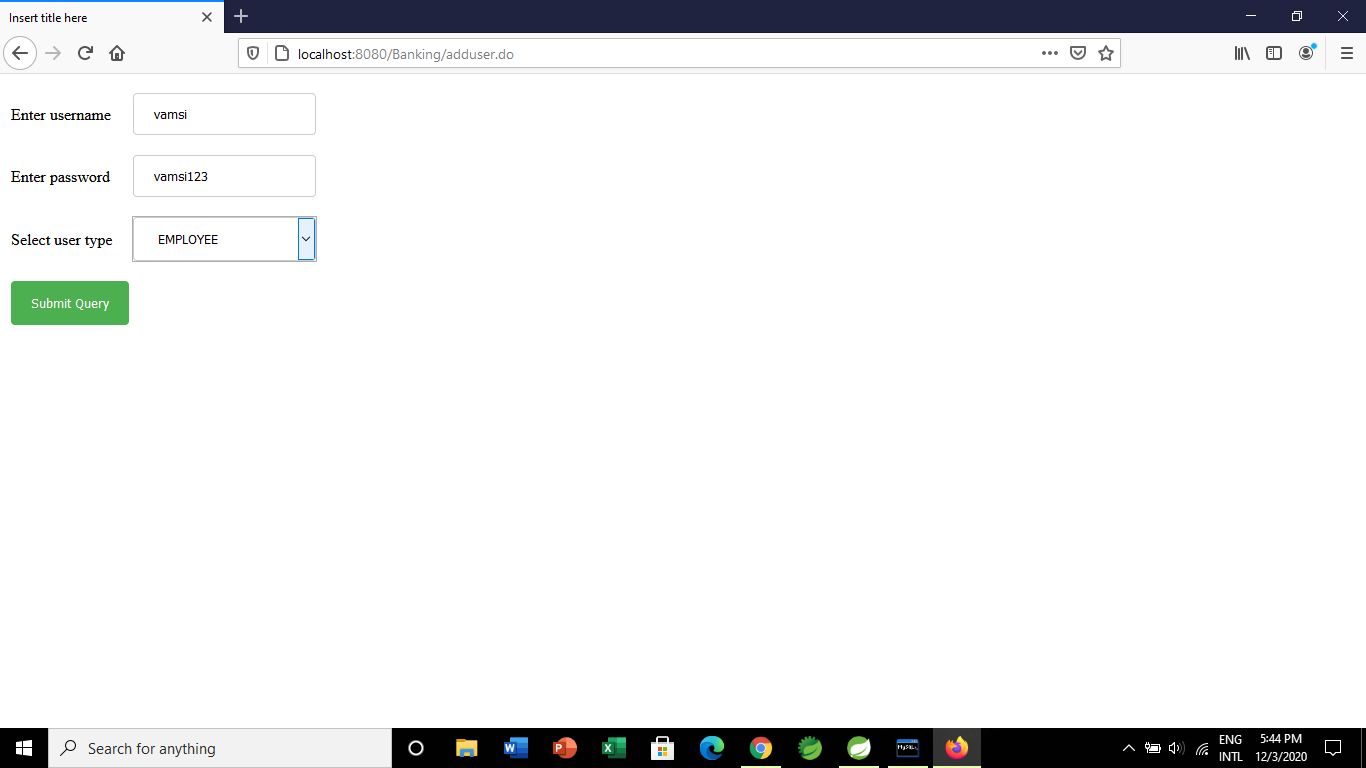 Insert title here
localhost:8080/Banking/adduser.do
Enter username vamsi
Enter password vamsi123
Select user type EMPLOYEE
Submit Query
Search for anything
ENG
INTL
5:44 PM
12/3/2020